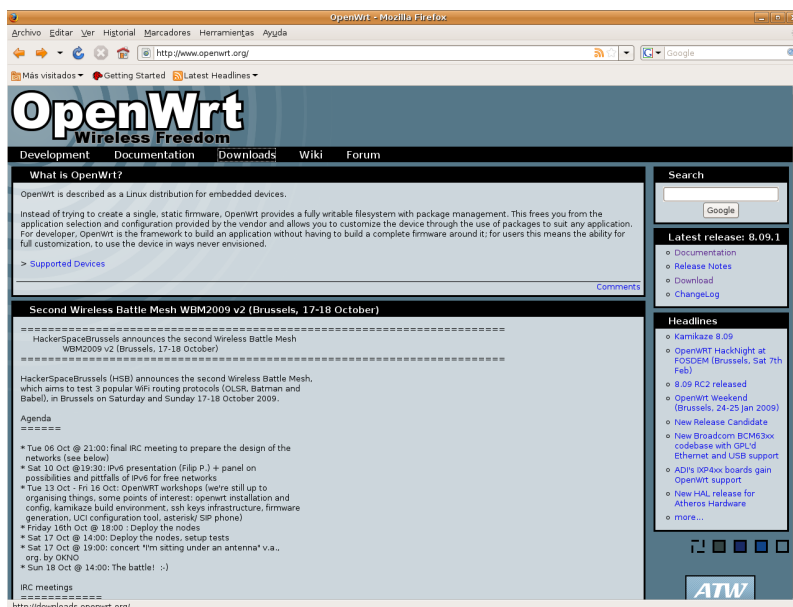 OpenWrt - Mozilla Firefox
Archivo Editar Ver Historial Marcadores Herramientas Ayuda
http://www.openwrt.org/
Google
Más visitados Getting Started Latest Headlines
OpenWrt
Wireless Freedom
Development Documentation Downloads Wiki Forum
What is OpenWrt?
OpenWrt is described as a Linux distribution for embedded devices.
Instead of trying to create a single, static firmware, OpenWrt provides a fully writable filesystem with package management. This frees you from the
application selection and configuration provided by the vendor and allows you to customize the device through the use of packages to suit any application.
For developer, OpenWrt is the framework to build an application without having to build a complete firmware around it; for users this means the ability for
full customization, to use the device in ways never envisioned.
> Supported Devices
Comments
Second Wireless Battle Mesh WBM2009 v2 (Brussels, 17-18 October)
================================================================
HackerSpaceBrussels announces the second Wireless Battle Mesh
WBM2009 v2 (Brussels, 17-18 October)
================================================================
HackerSpaceBrussels (HSB) announces the second Wireless Battle Mesh,
which aims to test 3 popular WiFi routing protocols (OLSR, Batman and
Babel), in Brussels on Saturday and Sunday 17-18 October 2009.
Agenda
======
* Tue 06 Oct @ 21:00: final IRC meeting to prepare the design of the
networks (see below)
* Sat 10 Oct @19:30: IPv6 presentation (Filip P.) + panel on
possibilities and pittfalls of IPv6 for free networks
* Tue 13 Oct - Fri 16 Oct: OpenWRT workshops (we're still up to
organising things, some points of interest: openwrt installation and
config, kamikaze build environment, ssh keys infrastructure, firmware
generation, UCI configuration tool, asterisk/ SIP phone)
* Friday 16th Oct @ 18:00 : Deploy the nodes
* Sat 17 Oct @ 14:00: Deploy the nodes, setup tests
* Sat 17 Oct @ 19:00: concert "I'm sitting under an antenna" v.a.,
org. by OKNO
* Sun 18 Oct @ 14:00: The battle! :-)
IRC meetings
============
Search
Google
Latest release: 8.09.1
Documentation
Release Notes
Download
ChangeLog
Headlines
Kamikaze 8.09
OpenWRT HackNight at
FOSDEM (Brussels, Sat 7th
Feb)
8.09 RC2 released
OpenWrt Weekend
(Brussels, 24-25 Jan 2009)
New Release Candidate
New Broadcom BCM63xx
codebase with GPL'd
Ethernet and USB support
ADI's IXP4xx boards gain
OpenWrt support
New HAL release for
Atheros Hardware
more...
ATW
http://downloads.openwrt.org/